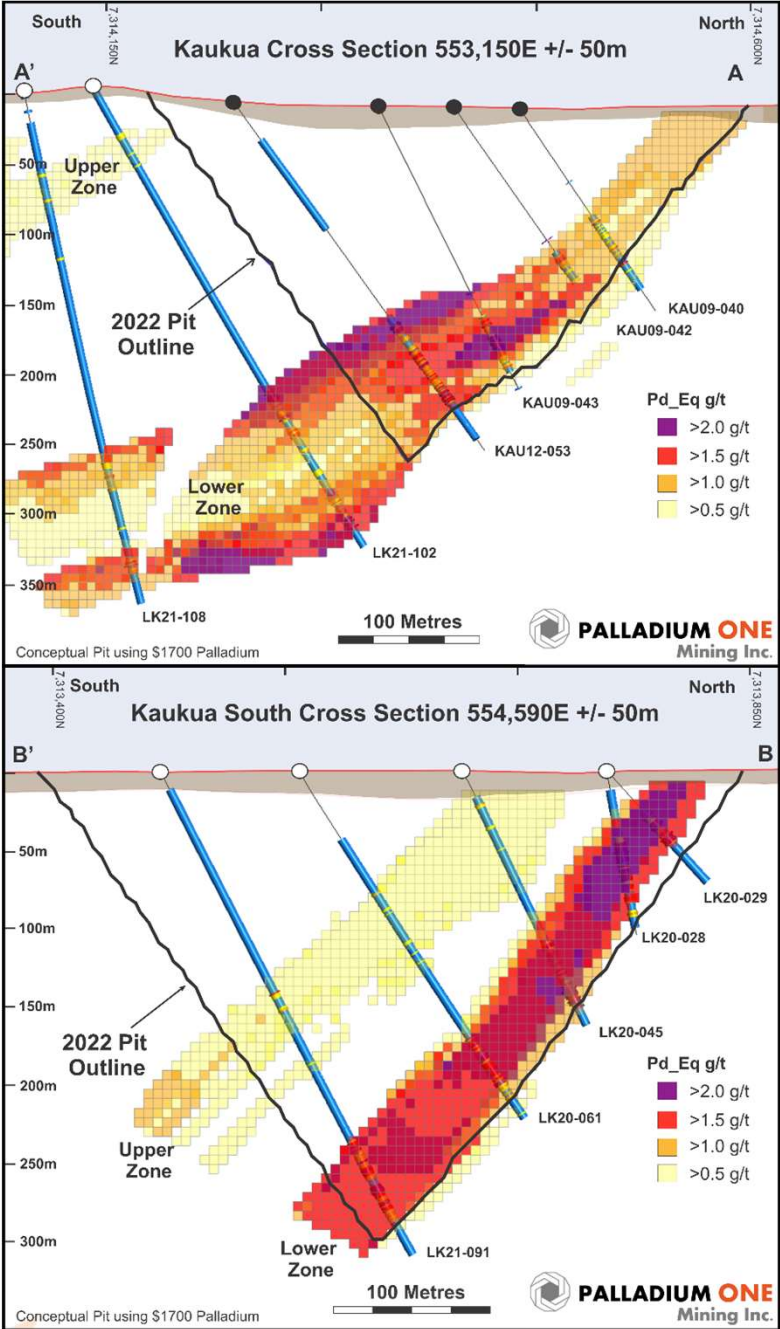 South
7,314,150N
Kaukua Cross Section 553,150E +/- 50m
7,314,600N
North
A'
A
50m
Upper
Zone
100m
150m
2022 Pit
Outline
200m
250m
Lower
Zone
300m
350m
KAU09-040
KAU09-042
KAU09-043
KAU12-053
LK21-102
LK21-108
Pd_Eq g/t
>2.0 g/t
>1.5 g/t
>1.0 g/t
>0.5 g/t
100 Metres
Conceptual Pit using $1700 Palladium
PALLADIUM ONE
Mining Inc.
7,313,400N
South
Kaukua South Cross Section 554,590E +/- 50m
North
7,313,850N
B'
B
50m
100m
150m
2022 Pit
Outline
200m
Upper
Zone
250m
Lower
Zone
300m
LK20-029
LK20-028
LK20-045
LK20-061
LK21-091
Pd_Eq g/t
>2.0 g/t
>1.5 g/t
>1.0 g/t
>0.5 g/t
100 Metres
Conceptual Pit using $1700 Palladium
PALLADIUM ONE
Mining Inc.